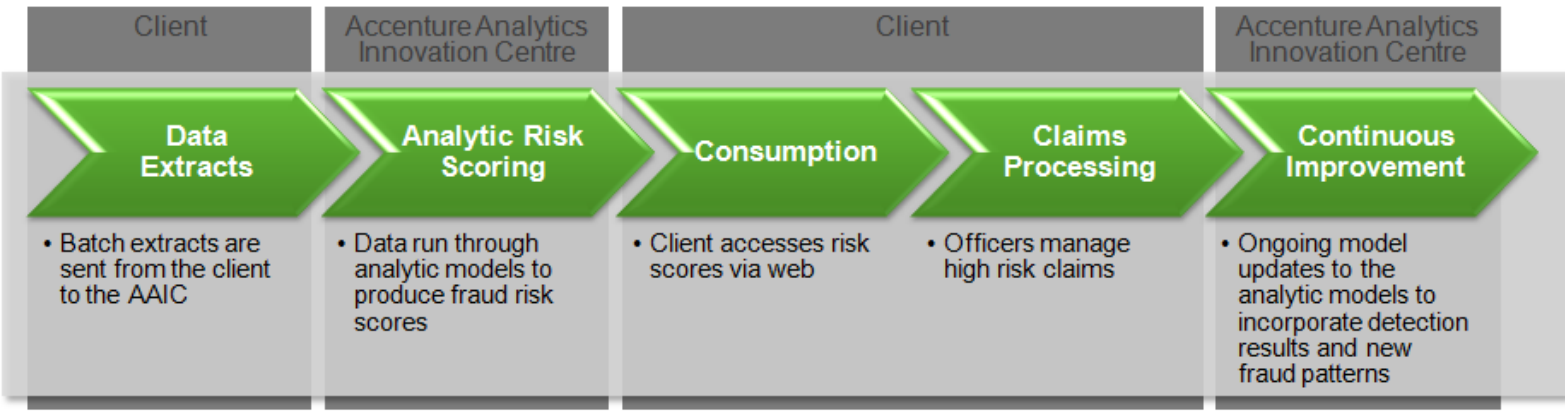 Client
Accenture Analytics
Innovation Centre
Client
Accenture Analytics
Innovation Centre
Data
Extracts
Analytic Risk
Scoring
Consumption
Claims
Processing
Continuous
Improvement
• Batch extracts are
sent from the client
to the AAIC
• Data run through
analytic models to
produce fraud risk
scores
• Client accesses risk
scores via web
• Officers manage
high risk claims
• Ongoing model
updates to the
analytic models to
incorporate detection
results and new
fraud patterns